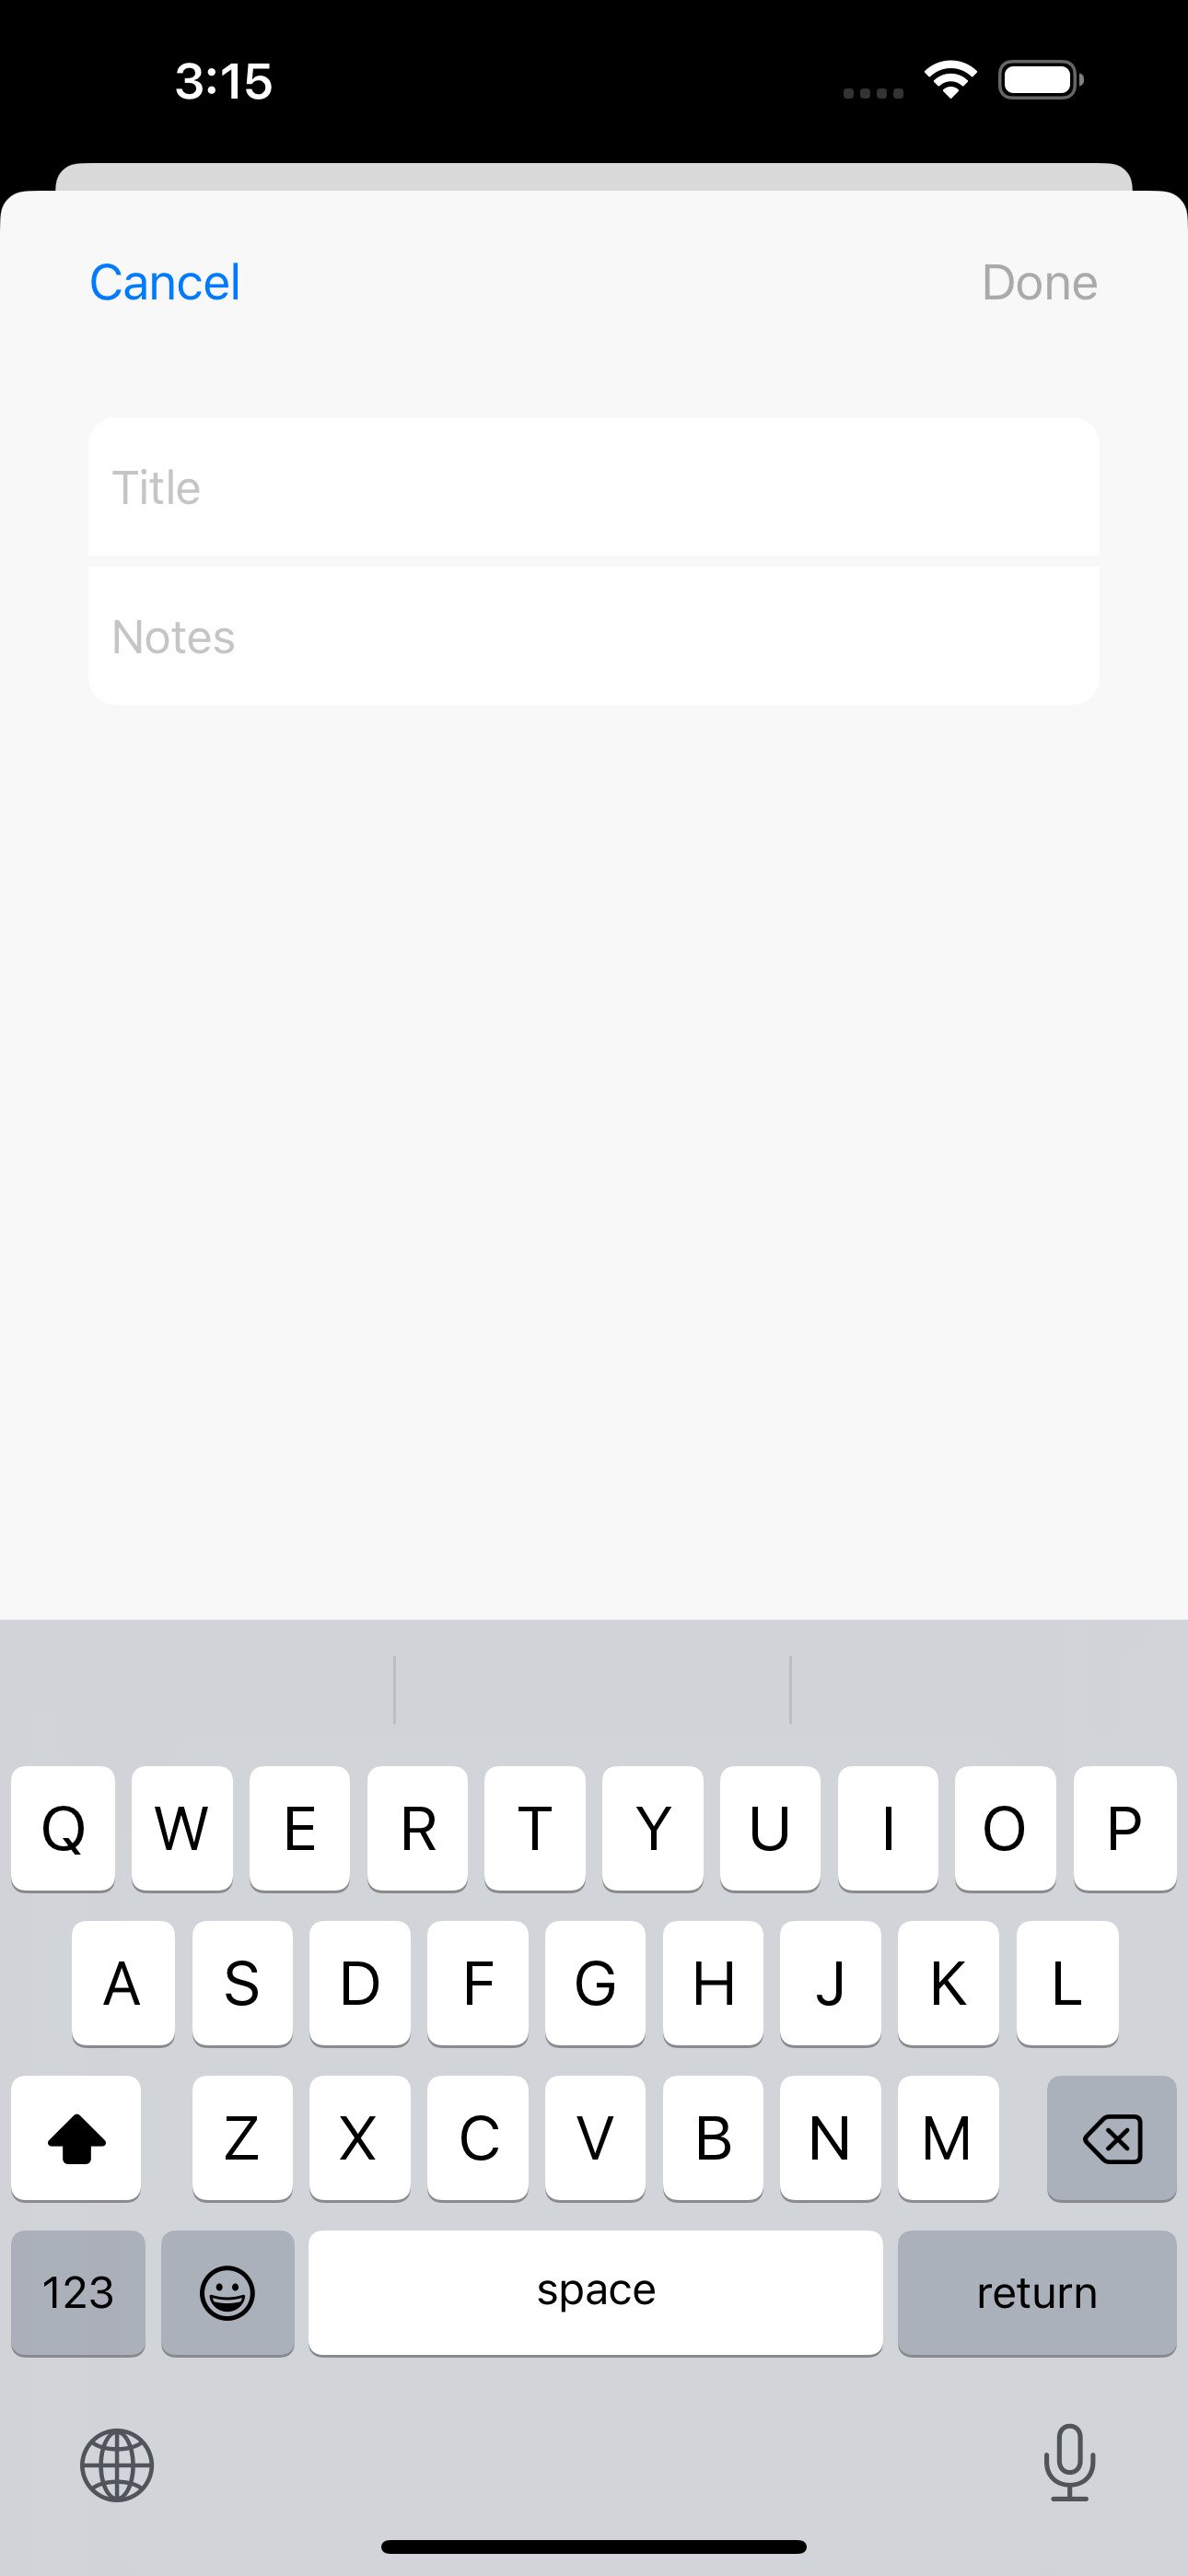 3:15
Cancel Done
Title
Notes
Q W E R T Y U I O P
A S D F G H J K L
Z X C V B N M
123 space return